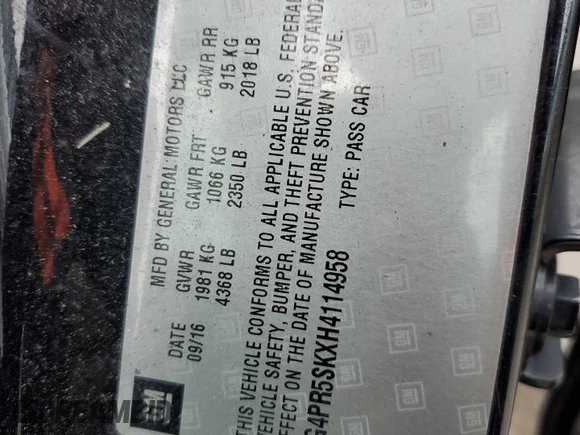 MFD BY GENERAL MOTORS LLC
DATE GVWR GAWR FRT GAWR RR
09/16 1981 KG 1066 KG 915 KG
4368 LB 2350 LB 2018 LB
THIS VEHICLE CONFORMS TO ALL APPLICABLE U.S. FEDERAL
VEHICLE SAFETY, BUMPER, AND THEFT PREVENTION STANDA
EFFECT ON THE DATE OF MANUFACTURE SHOWN ABOVE.
G4PR5SKXH4114958 TYPE: PASS CAR
GM